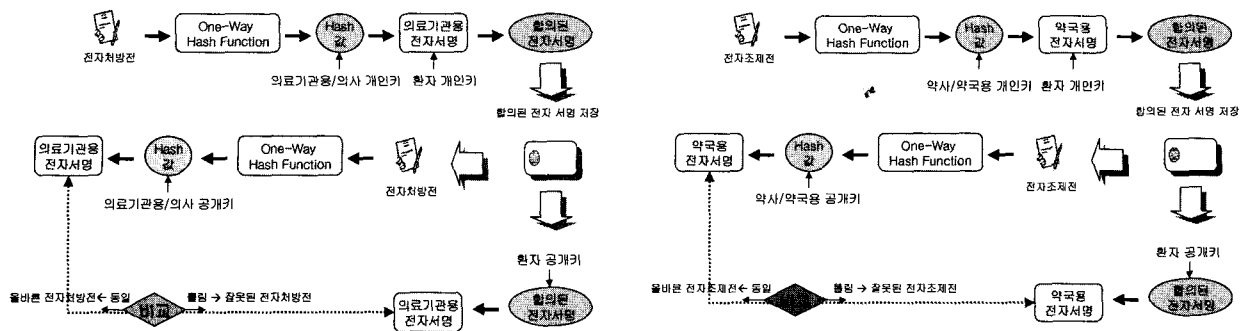 전자처방전
One-Way
Hash Function
Hash
값
의료기관용
전자서명
합의된
전자서명
의료기관용/의사 개인키
환자 개인키
합의된 전자 서명 저장
의료기관용
전자서명
Hash
값
One-Way
Hash Function
전자처방전
의료기관용/의사 공개키
환자 공개키
올바른 전자처방전← 동일
비교
틀림 → 잘못된 전자처방전
의료기관용
전자서명
합의된
전자서명
전자조제전
One-Way
Hash Function
Hash
값
약국용
전자서명
합의된
전자서명
약사/약국용 개인키
환자 개인키
합의된 전자 서명 저장
약국용
전자서명
Hash
값
One-Way
Hash Function
전자조제전
약사/약국용 공개키
환자 공개키
올바른 전자조제전← 동일
틀림 → 잘못된 전자조제전
약국용
전자서명
합의된
전자서명